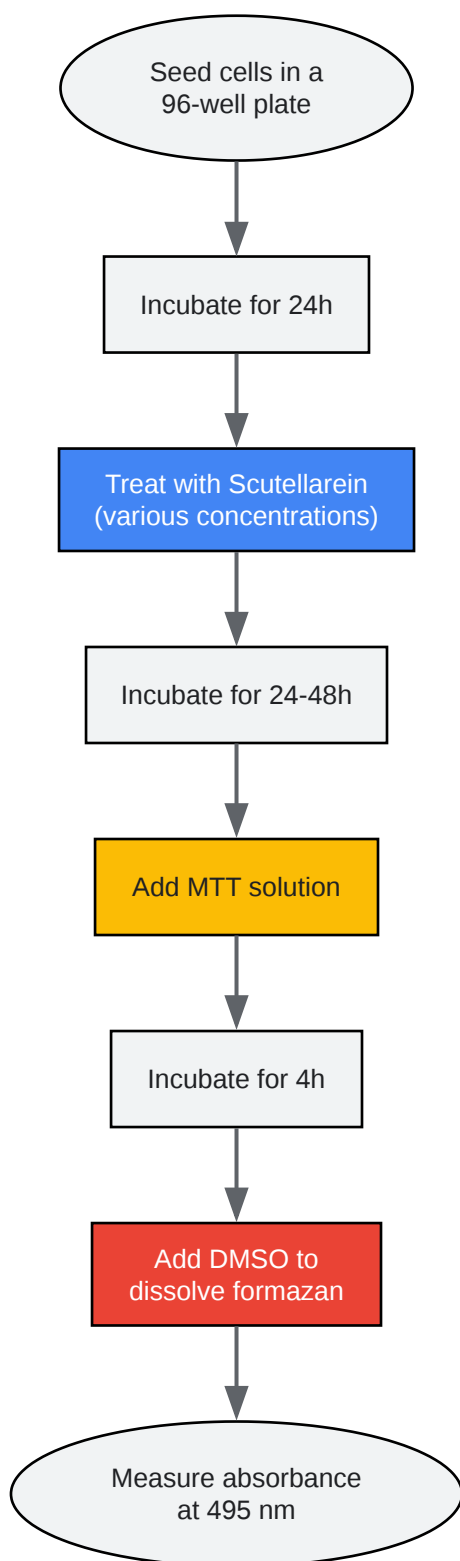 Seed cells in a
96-well plate
Incubate for 24h
Treat with Scutellarein
(various concentrations)
Incubate for 24-48h
Add MTT solution
Incubate for 4h
Add DMSO to
dissolve formazan
Measure absorbance
at 495 nm